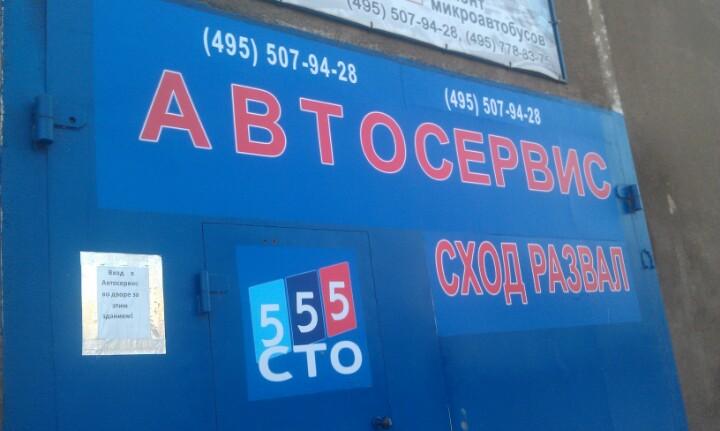 микроавтобусов
(495) 507-94-28, (495) 778-83-75
(495) 507-94-28
(495) 507-94-28
АВТОСЕРВИС
СХОД РАЗВАЛ
555
СТО
Вход в
Автосервис
во дворе за
этим
зданием!